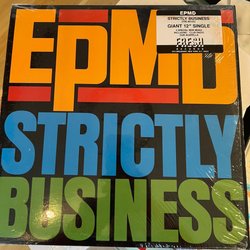 EPMD
STRICTLY
BUSINESS
EPMD
STRICTLY BUSINESS
GIANT 12" SINGLE
FRESH